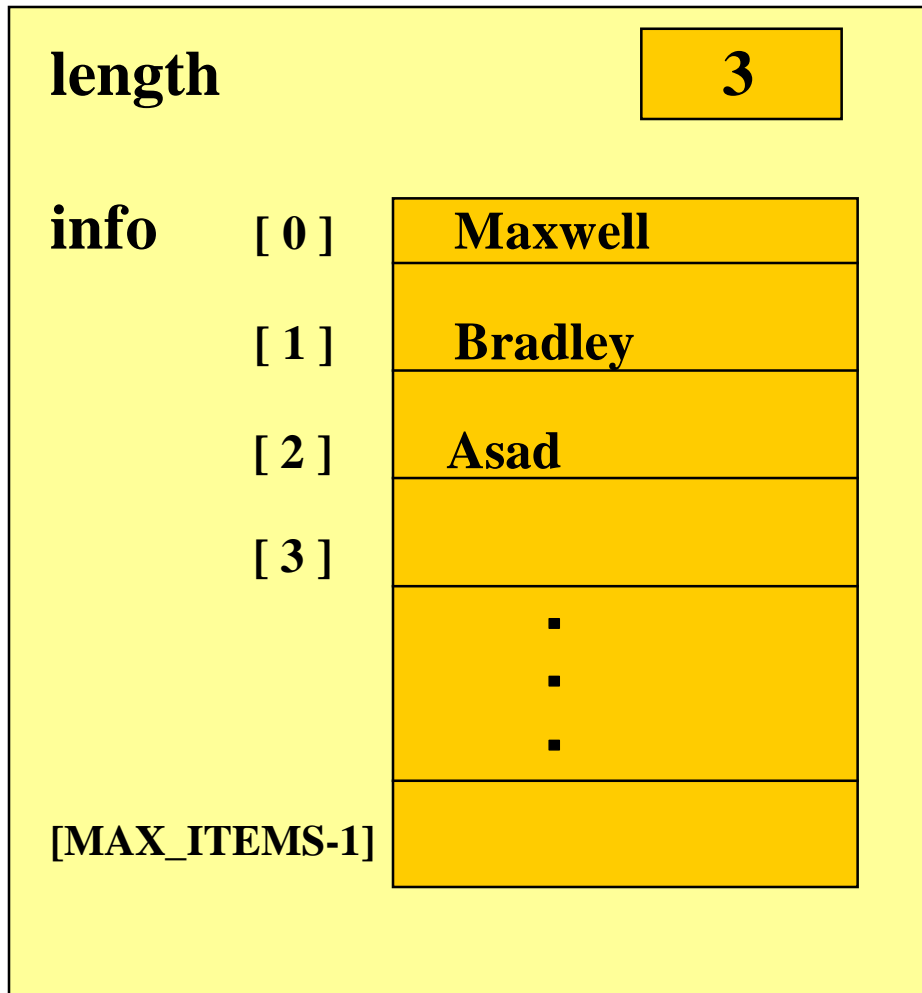 length 3
info [ 0 ] Maxwell
[ 1 ] Bradley
[ 2 ] Asad
[ 3 ]
.
.
.
[MAX_ITEMS-1]